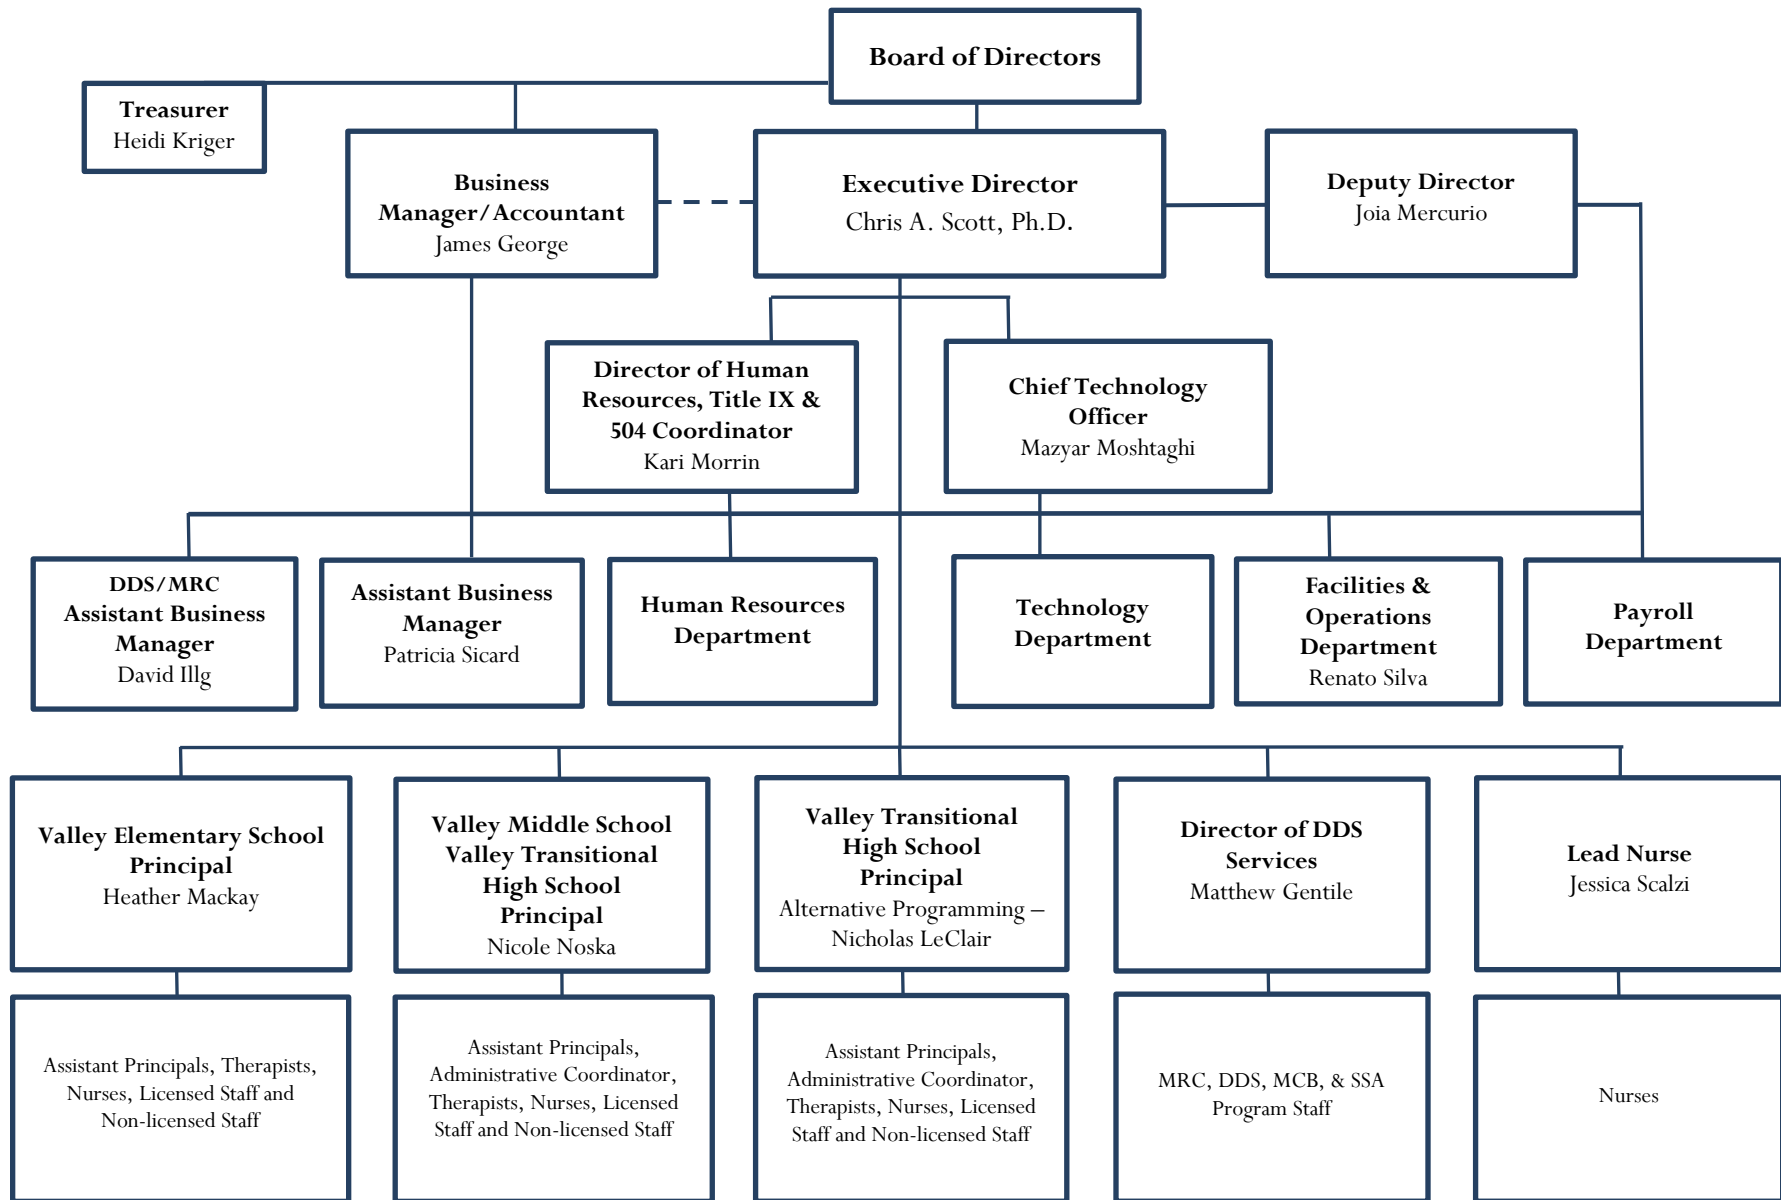 Board of Directors
Treasurer
Heidi Kriger
Business
Manager/Accountant
James George
Executive Director
Chris A. Scott, Ph.D.
Deputy Director
Joia Mercurio
Director of Human
Resources, Title IX &
504 Coordinator
Kari Morrin
Chief Technology
Officer
Mazyar Moshtaghi
DDS/MRC
Assistant Business
Manager
David Illg
Assistant Business
Manager
Patricia Sicard
Human Resources
Department
Technology
Department
Facilities &
Operations
Department
Renato Silva
Payroll
Department
Valley Elementary School
Principal
Heather Mackay
Valley Middle School
Valley Transitional
High School
Principal
Nicole Noska
Valley Transitional
High School
Principal
Alternative Programming –
Nicholas LeClair
Director of DDS
Services
Matthew Gentile
Lead Nurse
Jessica Scalzi
Assistant Principals, Therapists,
Nurses, Licensed Staff and
Non-licensed Staff
Assistant Principals,
Administrative Coordinator,
Therapists, Nurses, Licensed
Staff and Non-licensed Staff
Assistant Principals,
Administrative Coordinator,
Therapists, Nurses, Licensed
Staff and Non-licensed Staff
MRC, DDS, MCB, & SSA
Program Staff
Nurses